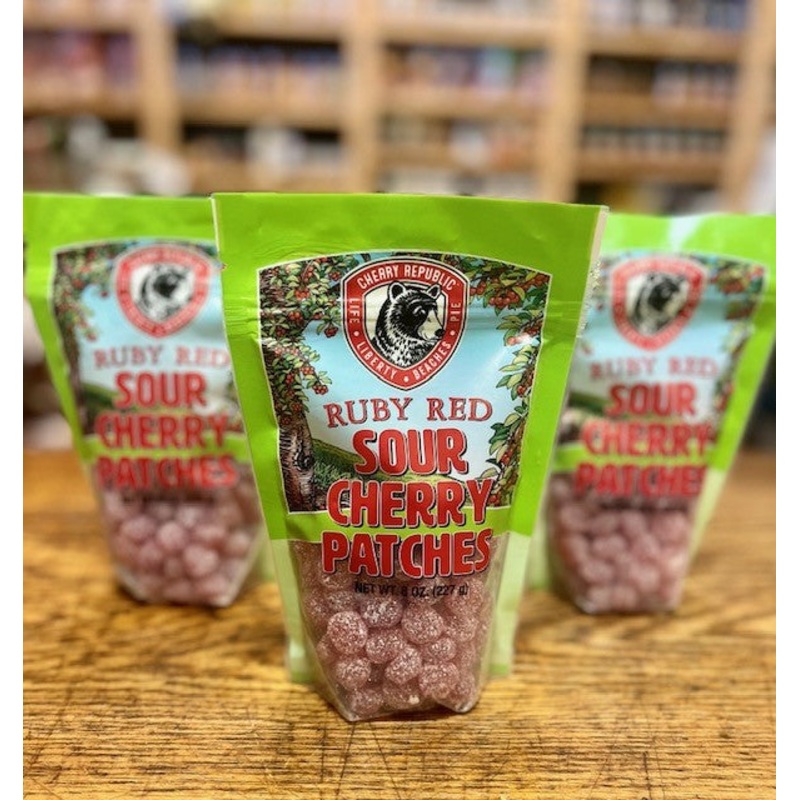 CHERRY REPUBLIC
LIFE • LIBERTY • BEACHES • PIE
RUBY RED
SOUR
CHERRY
PATCHES
NET WT. 8 OZ. (227 g)
RUBY RED
SOUR
CHERRY
PATCHES
RUBY RED
SOUR
CHERRY
PATCHES